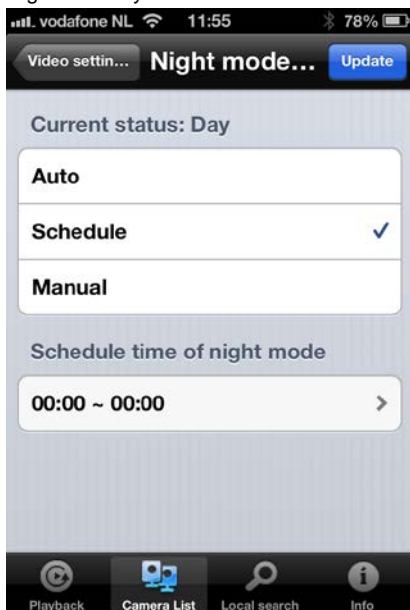 vodafone NL 11:55 78%
Video settin... Night mode... Update
Current status: Day
Auto
Schedule
Manual
Schedule time of night mode
00:00 ~ 00:00
Playback Camera List Local search Info